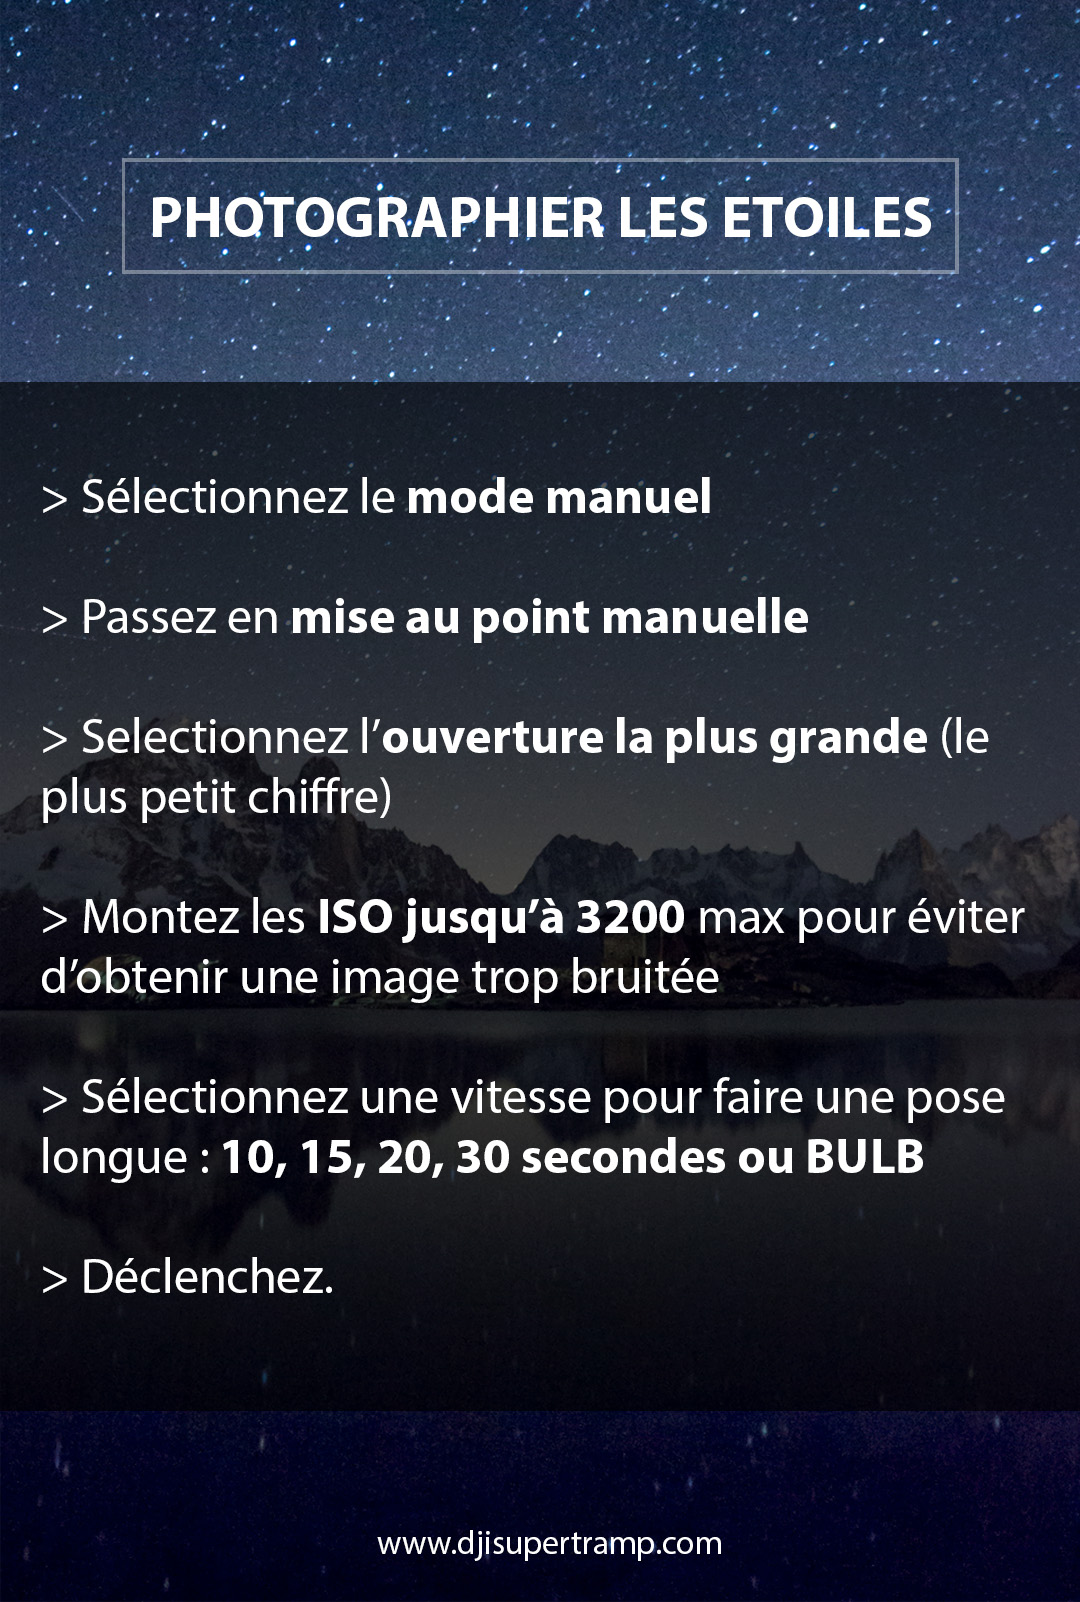 PHOTOGRAPHIER LES ETOILES
> Sélectionnez le mode manuel
> Passez en mise au point manuelle
> Selectionnez l’ouverture la plus grande (le
plus petit chiffre)
> Montez les ISO jusqu’à 3200 max pour éviter
d’obtenir une image trop bruitée
> Sélectionnez une vitesse pour faire une pose
longue : 10, 15, 20, 30 secondes ou BULB
> Déclenchez.
www.djisupertramp.com